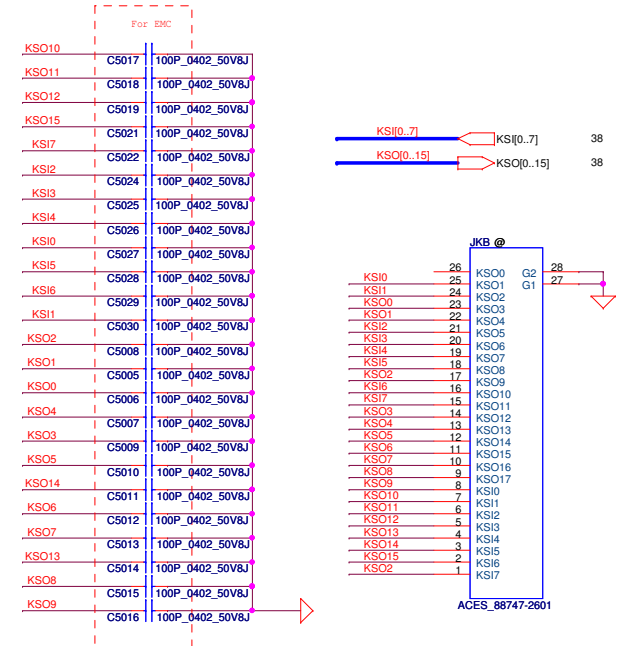 For EMC
KSO10
C5017 100P_0402_50V8J
KSO11
C5018 100P_0402_50V8J
KSO12
C5019 100P_0402_50V8J
KSO15
C5021 100P_0402_50V8J
KSI7
C5022 100P_0402_50V8J
KSI2
C5024 100P_0402_50V8J
KSI3
C5025 100P_0402_50V8J
KSI4
C5026 100P_0402_50V8J
KSI0
C5027 100P_0402_50V8J
KSI5
C5028 100P_0402_50V8J
KSI6
C5029 100P_0402_50V8J
KSI1
C5030 100P_0402_50V8J
KSO2
C5008 100P_0402_50V8J
KSO1
C5005 100P_0402_50V8J
KSO0
C5006 100P_0402_50V8J
KSO4
C5007 100P_0402_50V8J
KSO3
C5009 100P_0402_50V8J
KSO5
C5010 100P_0402_50V8J
KSO14
C5011 100P_0402_50V8J
KSO6
C5012 100P_0402_50V8J
KSO7
C5013 100P_0402_50V8J
KSO13
C5014 100P_0402_50V8J
KSO8
C5015 100P_0402_50V8J
KSO9
C5016 100P_0402_50V8J
KSI[0..7] KSI[0..7] 38
KSO[0..15] KSO[0..15] 38
JKB @
26 KSO0 G2 28
KSI0 25 KSO1 G1 27
KSI1 24 KSO2
KSO0 23 KSO3
KSO1 22 KSO4
KSI2 21 KSO5
KSI3 20 KSO6
KSI4 19 KSO7
KSI5 18 KSO8
KSO2 17 KSO9
KSI6 16 KSO10
KSI7 15 KSO11
KSO3 14 KSO12
KSO4 13 KSO13
KSO5 12 KSO14
KSO6 11 KSO15
KSO7 10 KSO16
KSO8 9 KSO17
KSO9 8 KSI0
KSO10 7 KSI1
KSO11 6 KSI2
KSO12 5 KSI3
KSO13 4 KSI4
KSO14 3 KSI5
KSO15 2 KSI6
KSO2 1 KSI7
ACES_88747-2601